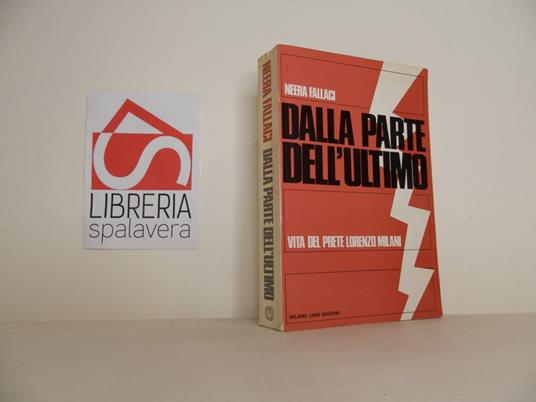 LIBRERIA
spalavera
NEERA FALLACI DALLA PARTE DELL'ULTIMO
NEERA FALLACI
DALLA PARTE
DELL'ULTIMO
VITA DEL PRETE LORENZO MILANI
MILANO LIBRI EDIZIONI